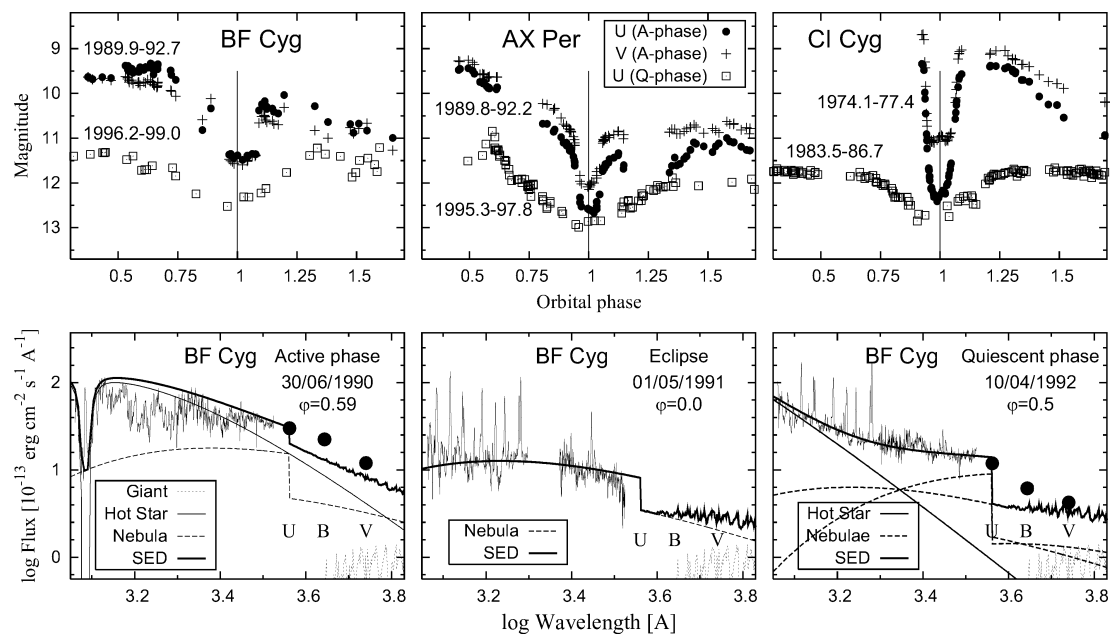 BF Cyg
1989.9-92.7
1996.2-99.0
AX Per
U (A-phase)
V (A-phase)
U (Q-phase)
1989.8-92.2
1995.3-97.8
CI Cyg
1974.1-77.4
1983.5-86.7
Magnitude
9
10
11
12
13
0.5 0.75 1 1.25 1.5
0.5 0.75 1 1.25 1.5
0.5 0.75 1 1.25 1.5
Orbital phase
log Flux [10⁻¹³ erg cm⁻² s⁻¹ A⁻¹]
2
1
0
BF Cyg Active phase
30/06/1990
φ=0.59
Giant
Hot Star
Nebula
SED
U B V
BF Cyg Eclipse
01/05/1991
φ=0.0
Nebula
SED
U B V
BF Cyg Quiescent phase
10/04/1992
φ=0.5
Hot Star
Nebulae
SED
U B V
3.2 3.4 3.6 3.8
3.2 3.4 3.6 3.8
3.2 3.4 3.6 3.8
log Wavelength [A]